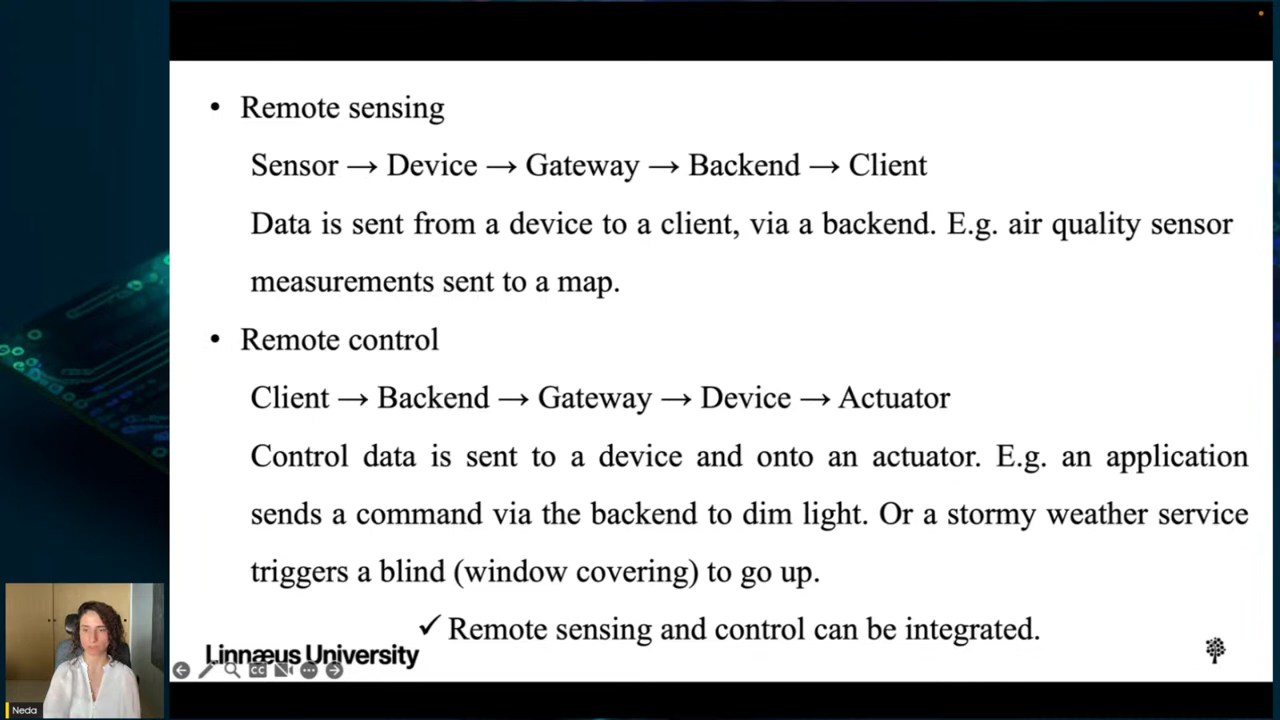 • Remote sensing
Sensor → Device → Gateway → Backend → Client
Data is sent from a device to a client, via a backend. E.g. air quality sensor
measurements sent to a map.
• Remote control
Client → Backend → Gateway → Device → Actuator
Control data is sent to a device and onto an actuator. E.g. an application
sends a command via the backend to dim light. Or a stormy weather service
triggers a blind (window covering) to go up.
✓ Remote sensing and control can be integrated.
Linnæus University
CC
Neda